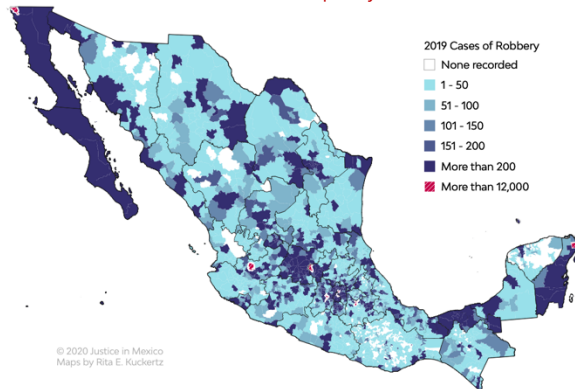 2019 Cases of Robbery
None recorded
1 - 50
51 - 100
101 - 150
151 - 200
More than 200
More than 12,000
© 2020 Justice in Mexico
Maps by Rita E. Kuckertz